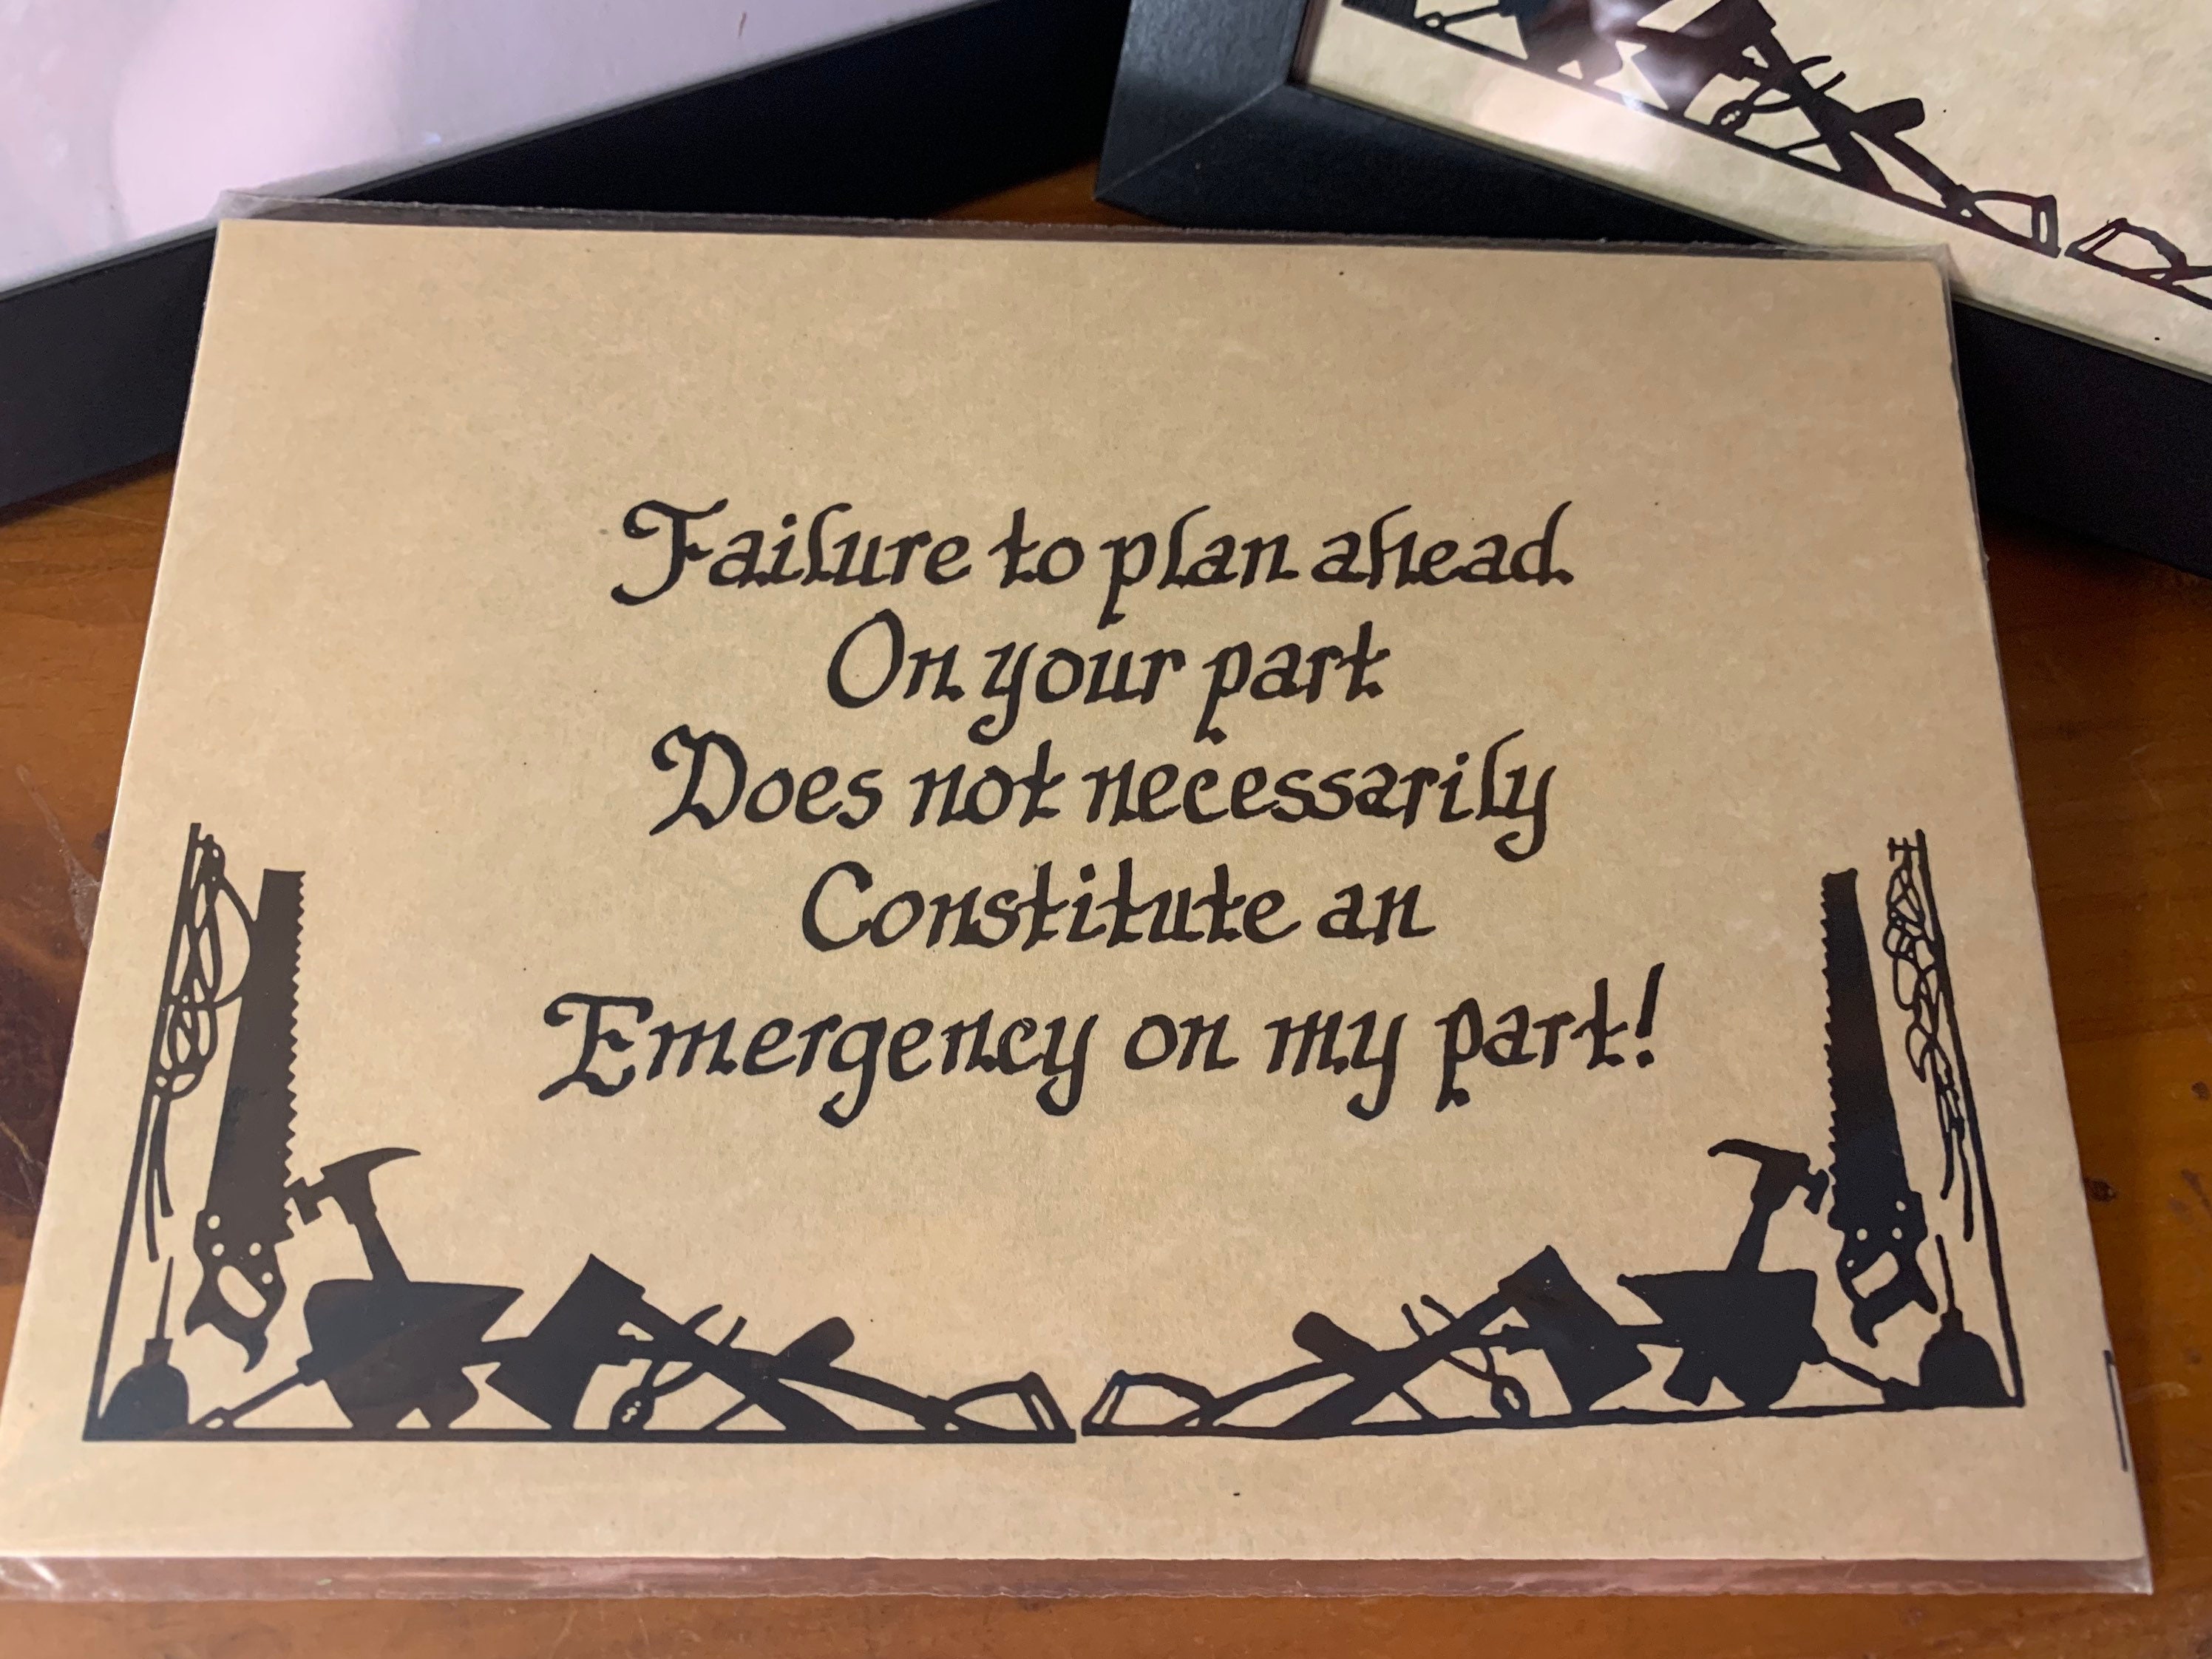 Failure to plan ahead
On your part
Does not necessarily
Constitute an
Emergency on my part!